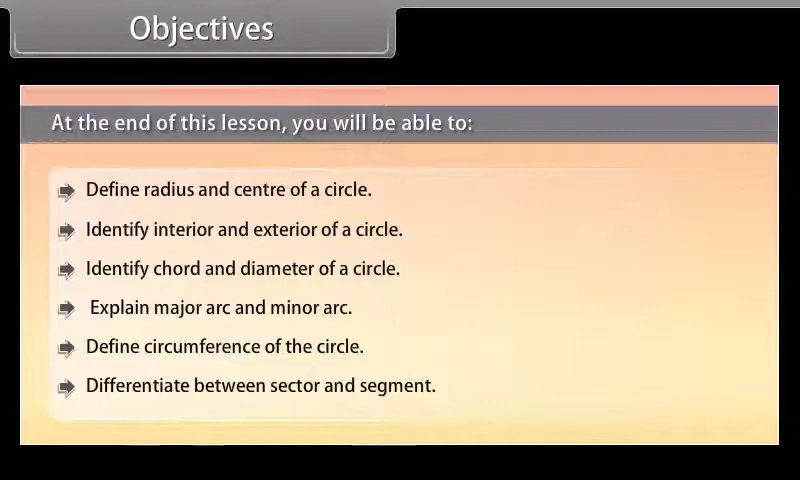 Objectives
At the end of this lesson, you will be able to:
Define radius and centre of a circle.
Identify interior and exterior of a circle.
Identify chord and diameter of a circle.
Explain major arc and minor arc.
Define circumference of the circle.
Differentiate between sector and segment.